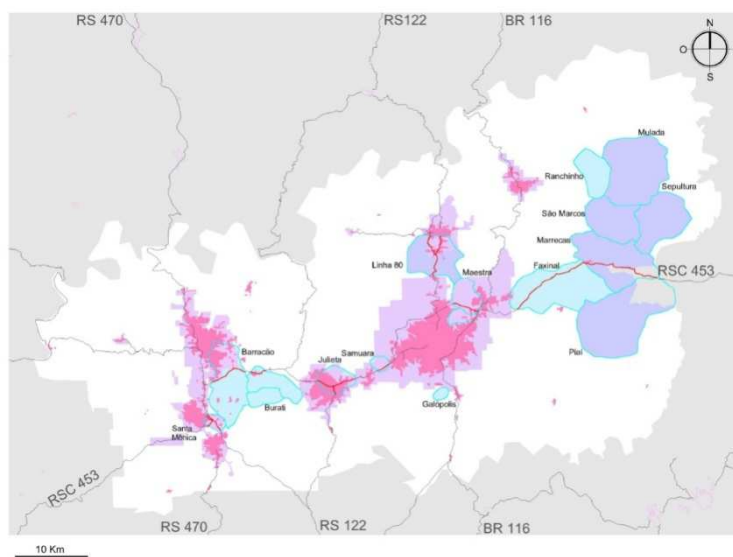 RS 470
RS122
BR 116
N
O
S
Mulada
Ranchinho
Sepultura
São Marcos
Marrecas
Linha 80
Maestra
Faxinal
RSC 453
Barracão
Julieta
Samuara
Piaí
Burati
Galópolis
Santa
Mônica
RSC 453
RS 470
RS 122
BR 116
10 Km